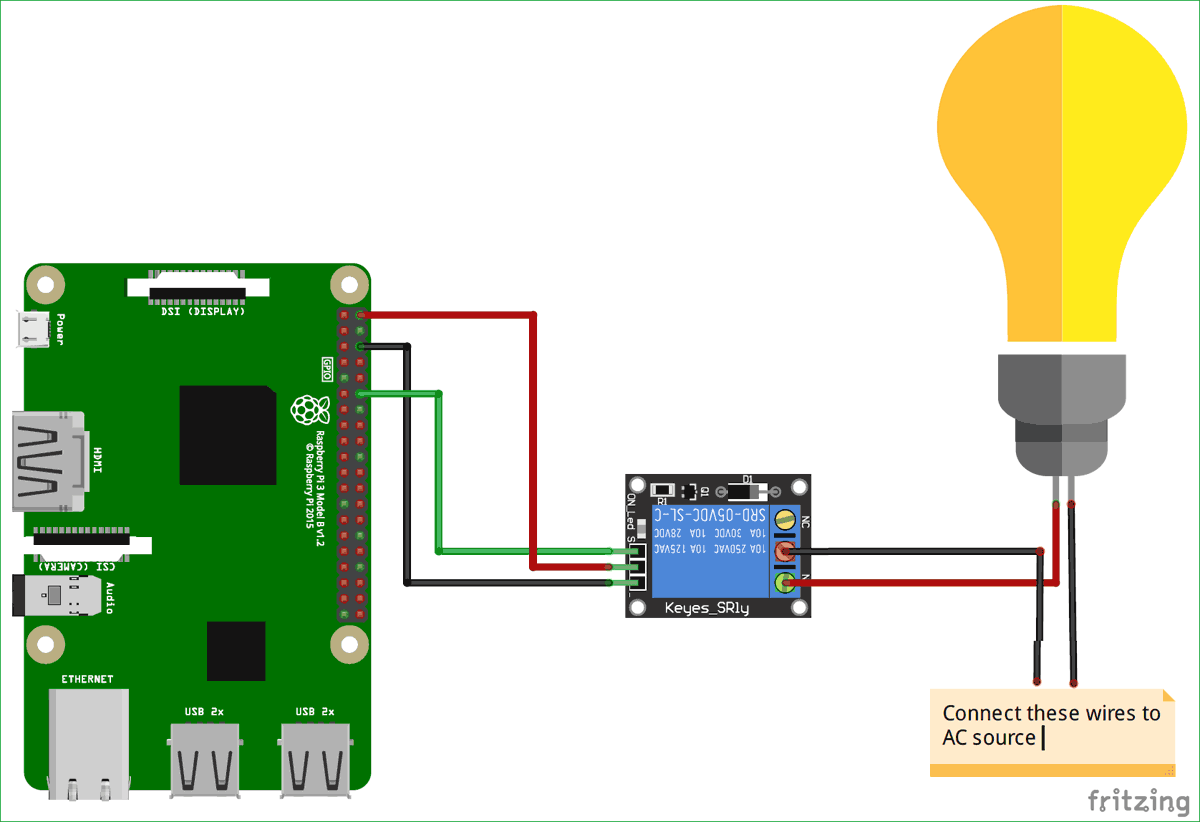 DSI (DISPLAY)
Power
GPIO
HDMI
Raspberry Pi 3 Model B v1.2
© Raspberry Pi 2015
CSI (CAMERA)
Audio
ETHERNET
USB 2x
USB 2x
R1
Q1
D1
ON_Led
S
SRD-05VDC-SL-C
10A 30VDC 10A 28VDC
10A 250VAC 10A 125VAC
NC
N
Keyes_SRly
Connect these wires to
AC source
fritzing